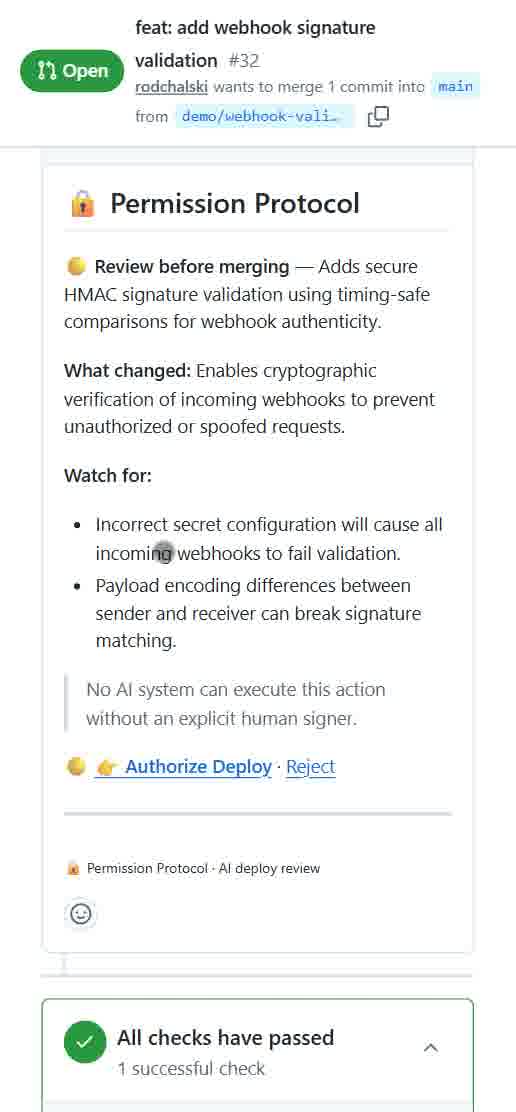 feat: add webhook signature
validation #32
Open
rodchalski wants to merge 1 commit into main
from demo/webhook-vali…
Permission Protocol
Review before merging — Adds secure
HMAC signature validation using timing-safe
comparisons for webhook authenticity.
What changed: Enables cryptographic
verification of incoming webhooks to prevent
unauthorized or spoofed requests.
Watch for:
• Incorrect secret configuration will cause all
incoming webhooks to fail validation.
• Payload encoding differences between
sender and receiver can break signature
matching.
No AI system can execute this action
without an explicit human signer.
👉 Authorize Deploy · Reject
Permission Protocol · AI deploy review
All checks have passed
1 successful check